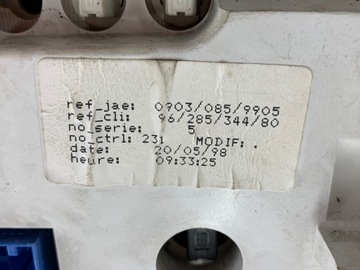 ref_jae: 0903/085/9905
ref_cli: 96/285/344/80
no_serie: 5
no_ctrl: 231 MODIF: .
date: 20/05/98
heure: 09:33:25